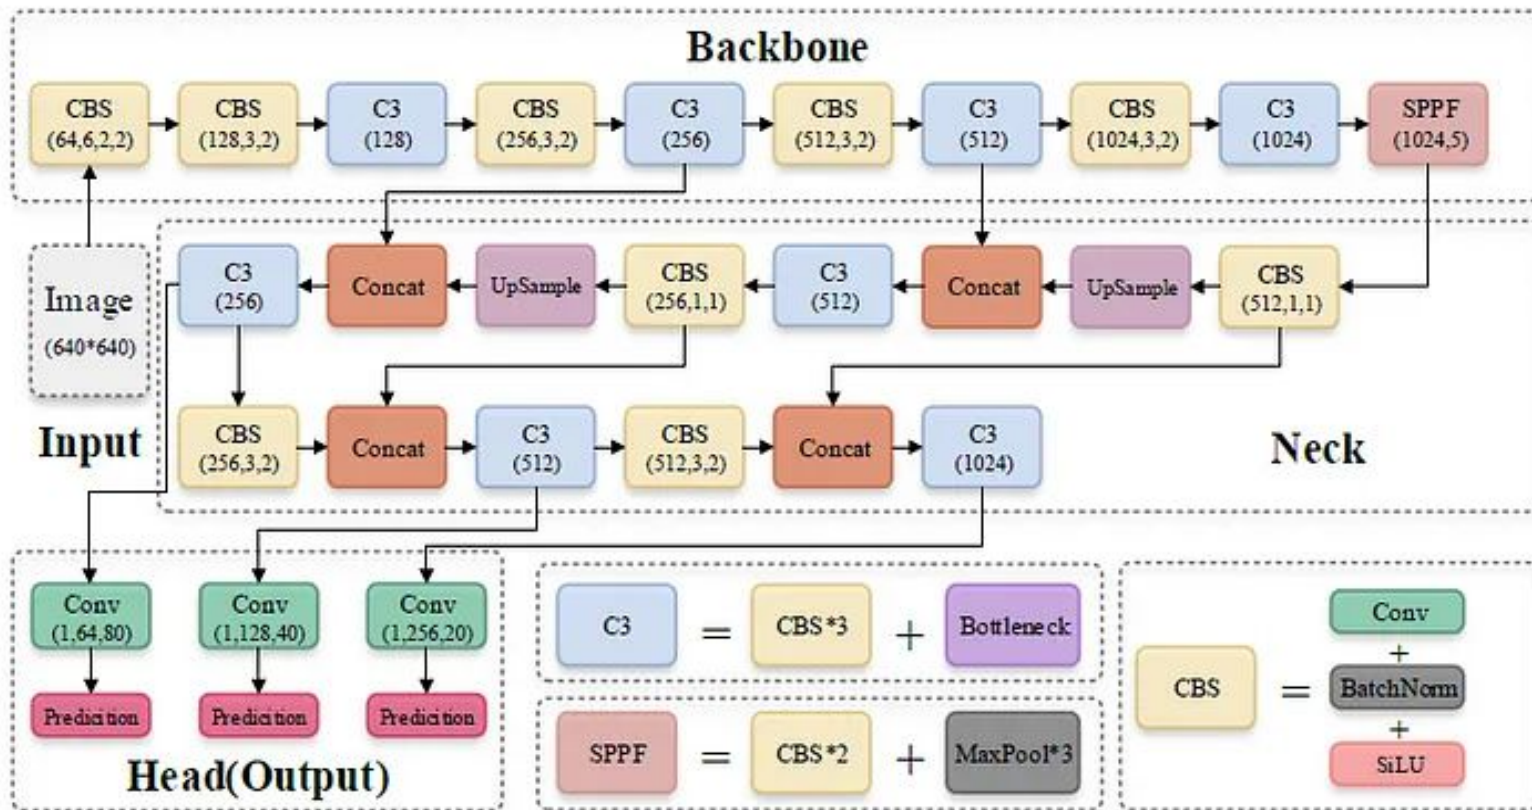 Backbone
CBS
(64,6,2,2)
CBS
(128,3,2)
C3
(128)
CBS
(256,3,2)
C3
(256)
CBS
(512,3,2)
C3
(512)
CBS
(1024,3,2)
C3
(1024)
SPPF
(1024,5)
Image
(640*640)
Input
C3
(256)
Concat
UpSample
CBS
(256,1,1)
C3
(512)
Concat
UpSample
CBS
(512,1,1)
CBS
(256,3,2)
Concat
C3
(512)
CBS
(512,3,2)
Concat
C3
(1024)
Neck
Conv
(1,64,80)
Conv
(1,128,40)
Conv
(1,256,20)
Predicition
Predicition
Predicition
Head(Output)
C3 = CBS*3 + Bottleneck
SPPF = CBS*2 + MaxPool*3
CBS =
Conv
+
BatchNorm
+
SiLU